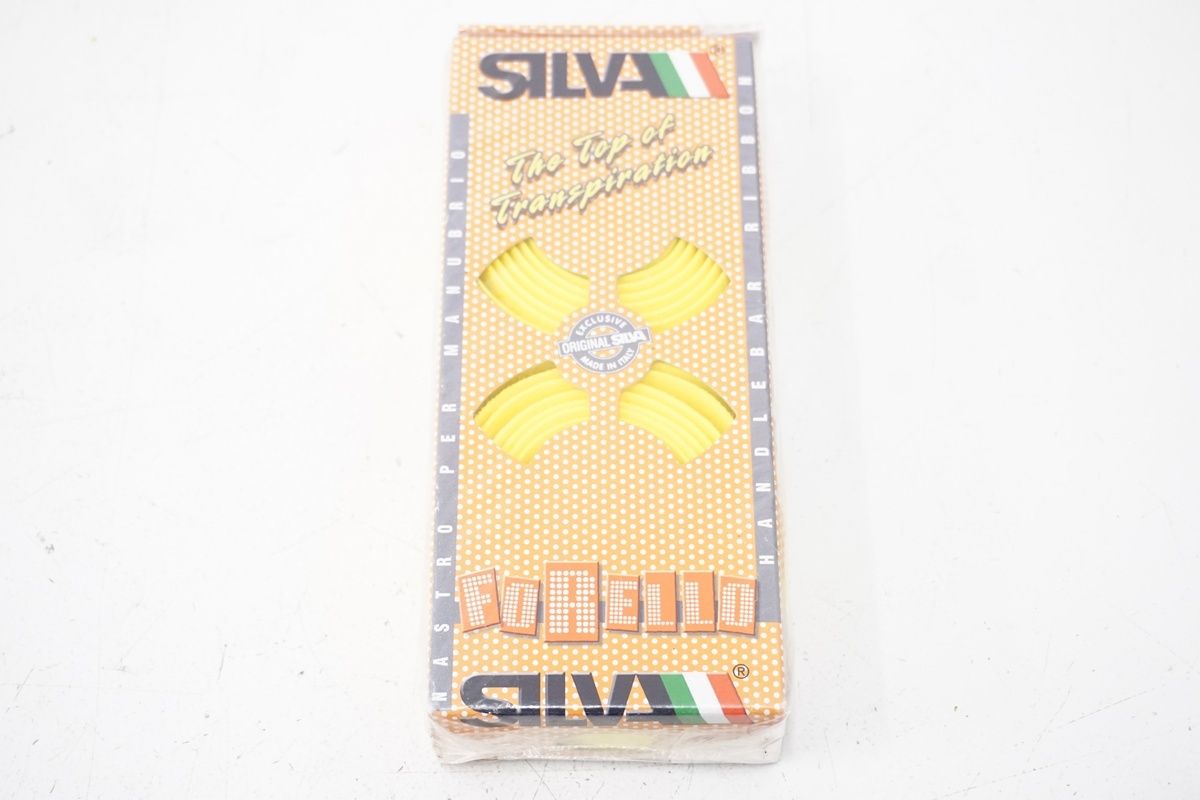 SILVA®
The Top of
Transpiration
NASTRO PER MANUBRIO
HANDLEBAR RIBBON
EXCLUSIVE
ORIGINAL SILVA
MADE IN ITALY
FORELLO
SILVA®